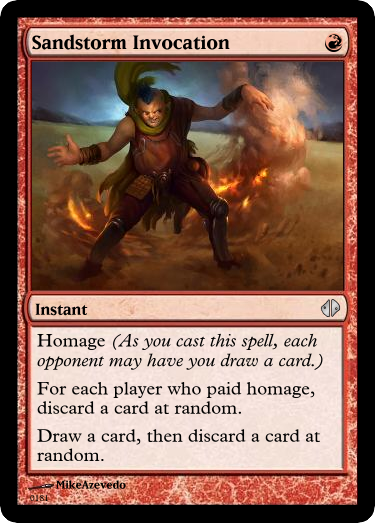 Sandstorm Invocation
Instant
Homage (As you cast this spell, each
opponent may have you draw a card.)
For each player who paid homage,
discard a card at random.
Draw a card, then discard a card at
random.
MikeAzevedo